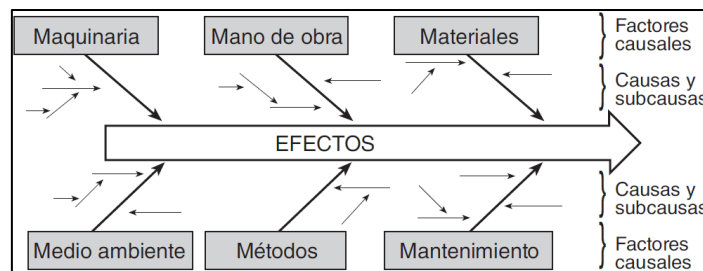 Maquinaria
Mano de obra
Materiales
Factores
causales
Causas y
subcausas
EFECTOS
Causas y
subcausas
Medio ambiente
Métodos
Mantenimiento
Factores
causales